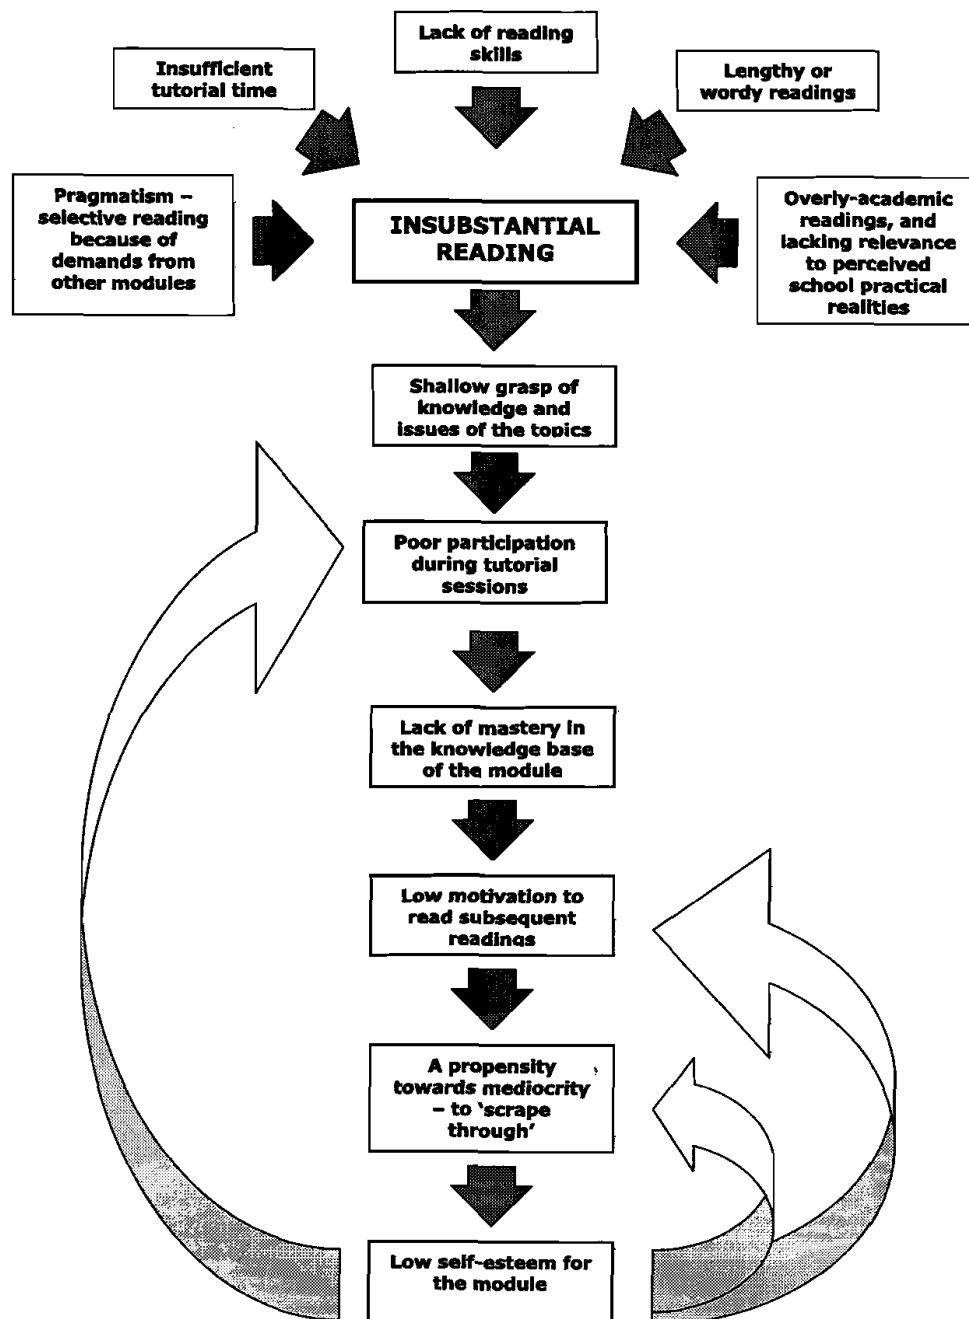 Lack of reading
skills
Insufficient
tutorial time
Lengthy or
wordy readings
Pragmatism –
selective reading
because of
demands from
other modules
INSUBSTANTIAL
READING
Overly-academic
readings, and
lacking relevance
to perceived
school practical
realities
Shallow grasp of
knowledge and
issues of the topics
Poor participation
during tutorial
sessions
Lack of mastery in
the knowledge base
of the module
Low motivation to
read subsequent
readings
A propensity
towards mediocrity
– to ‘scrape
through’
Low self-esteem for
the module